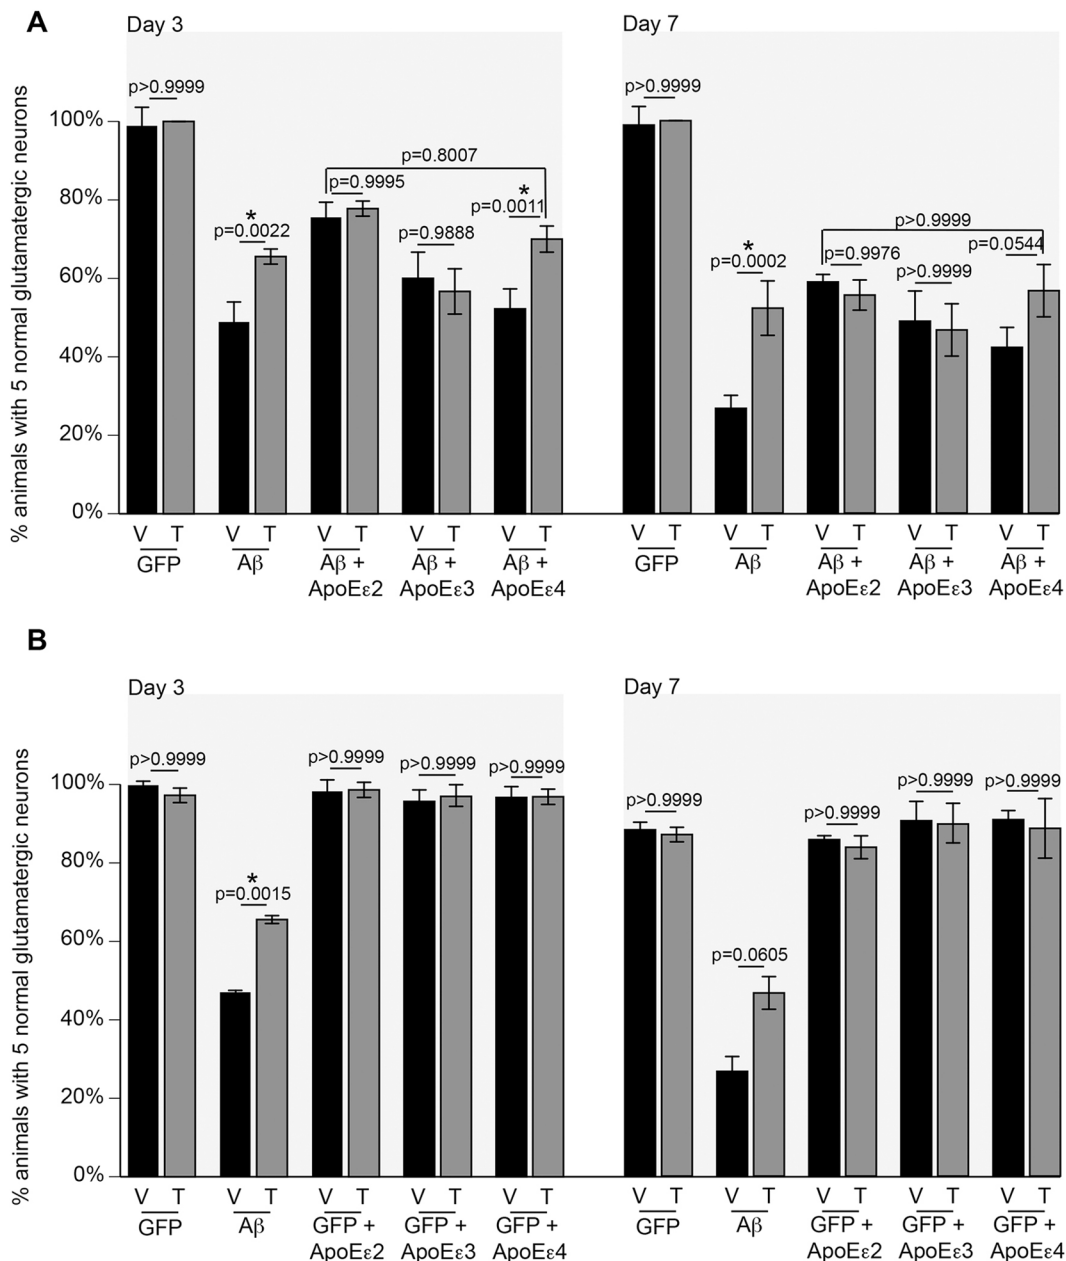 A
Day 3
Day 7
% animals with 5 normal glutamatergic neurons
100%
80%
60%
40%
20%
0%
p>0.9999
*
p=0.0022
p=0.8007
p=0.9995
p=0.9888
*
p=0.0011
p>0.9999
*
p=0.0002
p>0.9999
p=0.9976
p>0.9999
p=0.0544
V T V T V T V T V T
GFP Aβ Aβ + Aβ + Aβ +
ApoEε2 ApoEε3 ApoEε4
V T V T V T V T V T
GFP Aβ Aβ + Aβ + Aβ +
ApoEε2 ApoEε3 ApoEε4
B
Day 3
Day 7
% animals with 5 normal glutamatergic neurons
100%
80%
60%
40%
20%
0%
p>0.9999
*
p=0.0015
p>0.9999
p>0.9999
p>0.9999
p>0.9999
p=0.0605
p>0.9999
p>0.9999
p>0.9999
V T V T V T V T V T
GFP Aβ GFP + GFP + GFP +
ApoEε2 ApoEε3 ApoEε4
V T V T V T V T V T
GFP Aβ GFP + GFP + GFP +
ApoEε2 ApoEε3 ApoEε4